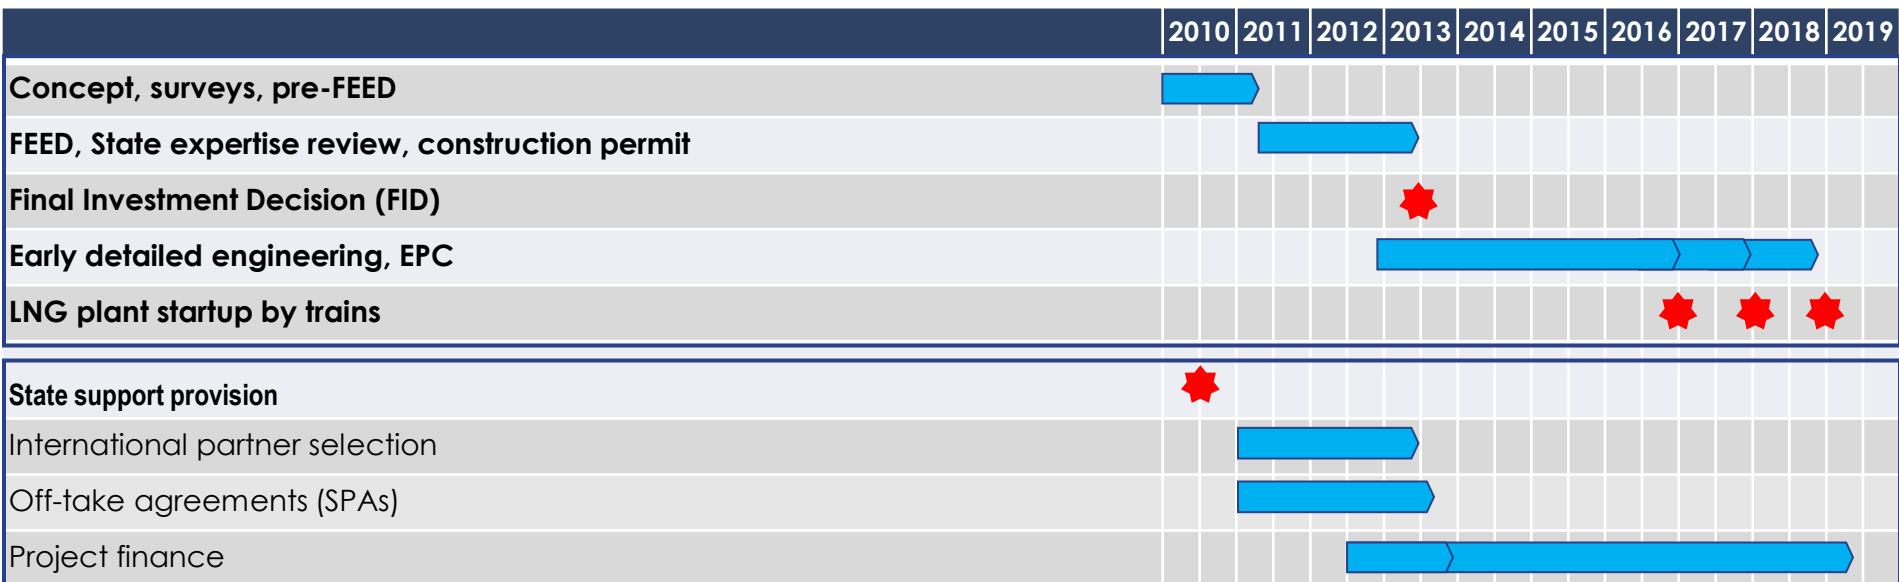 2010 2011 2012 2013 2014 2015 2016 2017 2018 2019
Concept, surveys, pre-FEED
FEED, State expertise review, construction permit
Final Investment Decision (FID)
Early detailed engineering, EPC
LNG plant startup by trains
State support provision
International partner selection
Off-take agreements (SPAs)
Project finance